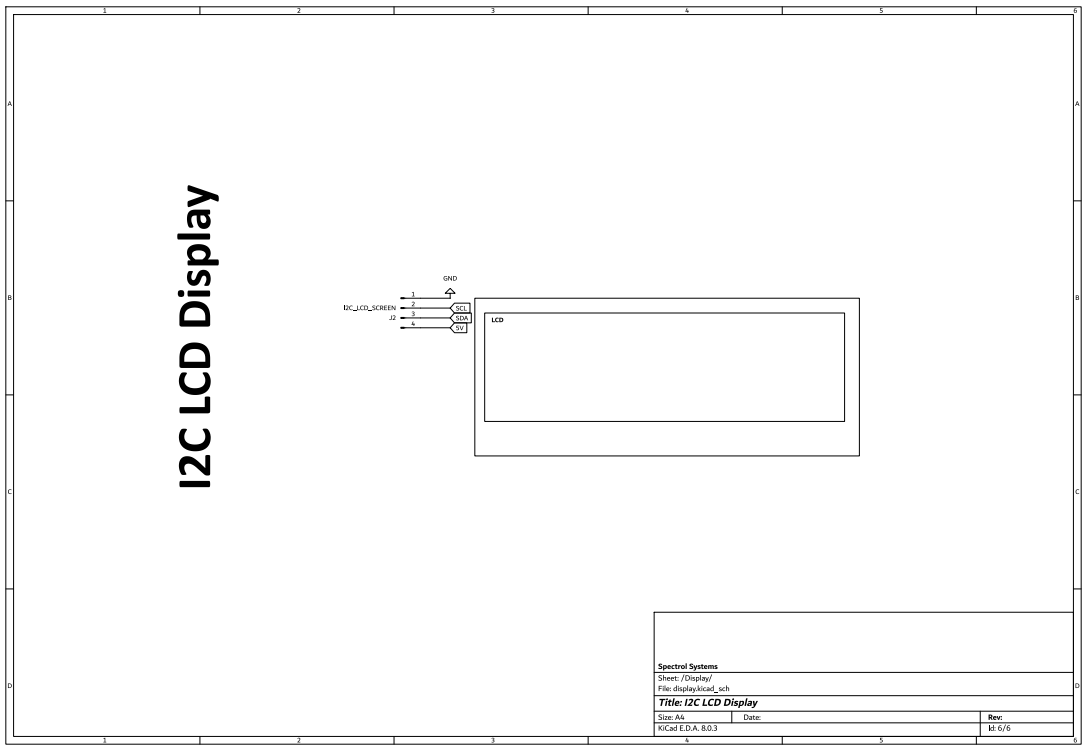 1 2 3 4 5 6
A A
I2C LCD Display
GND
B B
1
I2C_LCD_SCREEN 2 SCL
J2 3 SDA
4 5V
LCD
C C
Spectrol Systems
Sheet: /Display/
File: display.kicad_sch
D D
Title: I2C LCD Display
Size: A4 Date: Rev:
KiCad E.D.A. 8.0.3 Id: 6/6
1 2 3 4 5 6